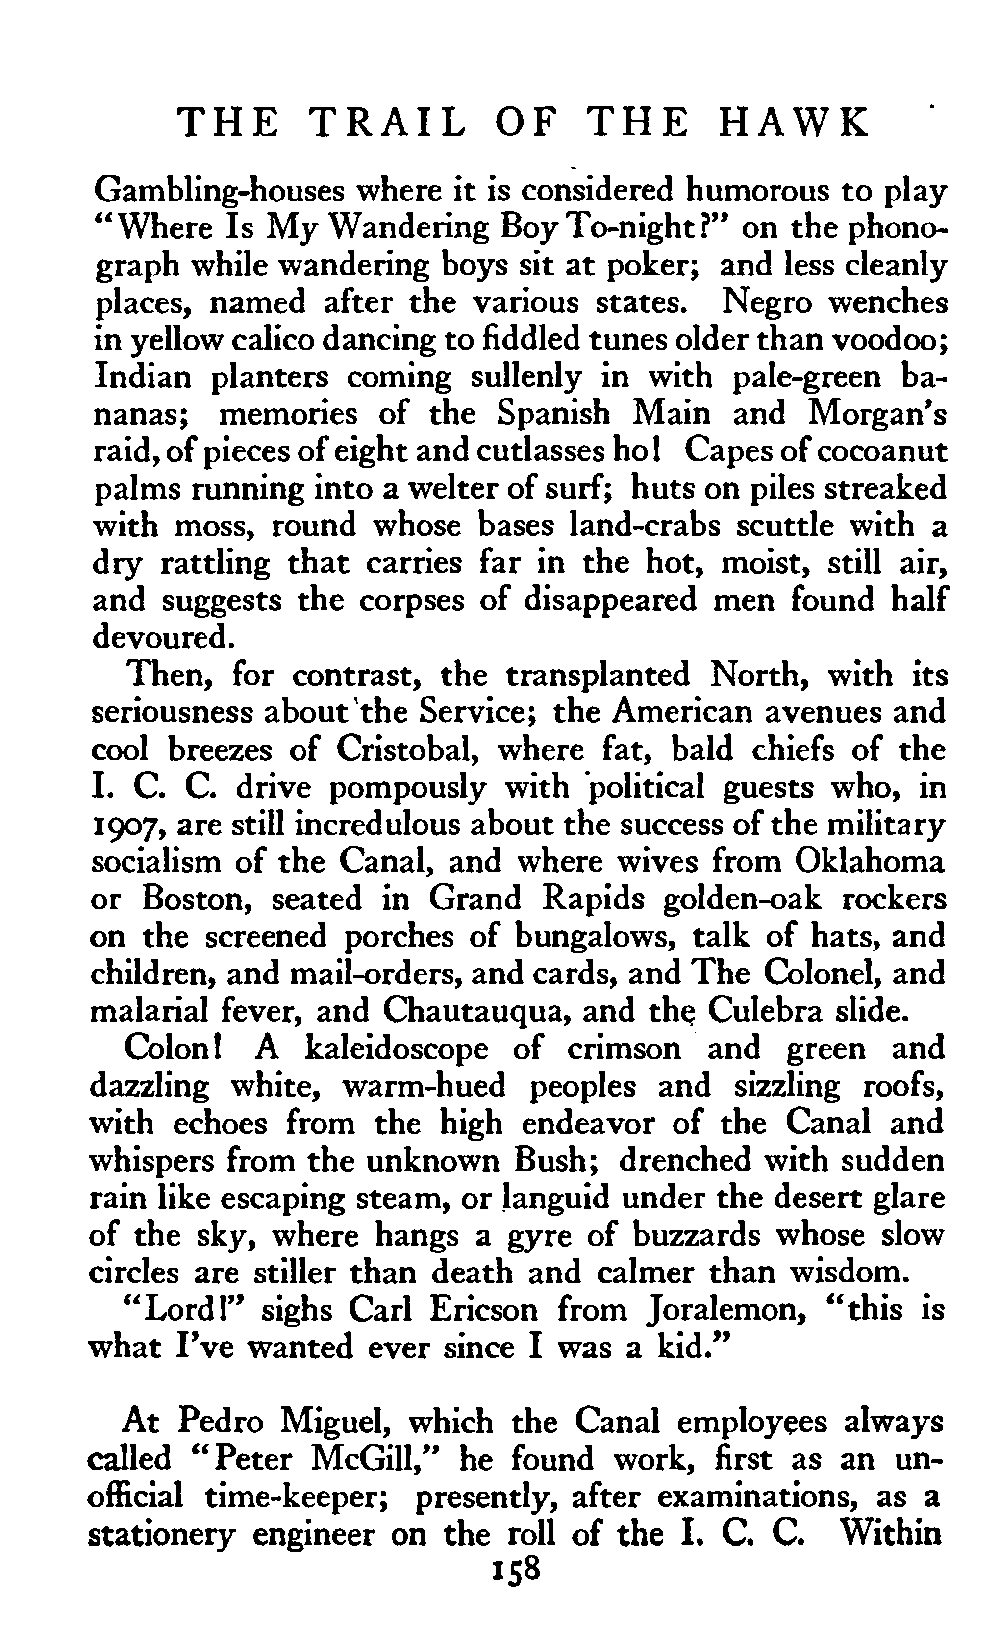 THE TRAIL OF THE HAWK
Gambling-houses where it is considered humorous to play
“Where Is My Wandering Boy To-night?” on the phono-
graph while wandering boys sit at poker; and less cleanly
places, named after the various states. Negro wenches
in yellow calico dancing to fiddled tunes older than voodoo;
Indian planters coming sullenly in with pale-green ba-
nanas; memories of the Spanish Main and Morgan's
raid, of pieces of eight and cutlasses ho! Capes of cocoanut
palms running into a welter of surf; huts on piles streaked
with moss, round whose bases land-crabs scuttle with a
dry rattling that carries far in the hot, moist, still air,
and suggests the corpses of disappeared men found half
devoured.
Then, for contrast, the transplanted North, with its
seriousness about the Service; the American avenues and
cool breezes of Cristobal, where fat, bald chiefs of the
I. C. C. drive pompously with political guests who, in
1907, are still incredulous about the success of the military
socialism of the Canal, and where wives from Oklahoma
or Boston, seated in Grand Rapids golden-oak rockers
on the screened porches of bungalows, talk of hats, and
children, and mail-orders, and cards, and The Colonel, and
malarial fever, and Chautauqua, and the Culebra slide.
Colon! A kaleidoscope of crimson and green and
dazzling white, warm-hued peoples and sizzling roofs,
with echoes from the high endeavor of the Canal and
whispers from the unknown Bush; drenched with sudden
rain like escaping steam, or languid under the desert glare
of the sky, where hangs a gyre of buzzards whose slow
circles are stiller than death and calmer than wisdom.
“Lord!” sighs Carl Ericson from Joralemon, “this is
what I've wanted ever since I was a kid.”
At Pedro Miguel, which the Canal employees always
called “Peter McGill,” he found work, first as an un-
official time-keeper; presently, after examinations, as a
stationery engineer on the roll of the I. C. C. Within
158